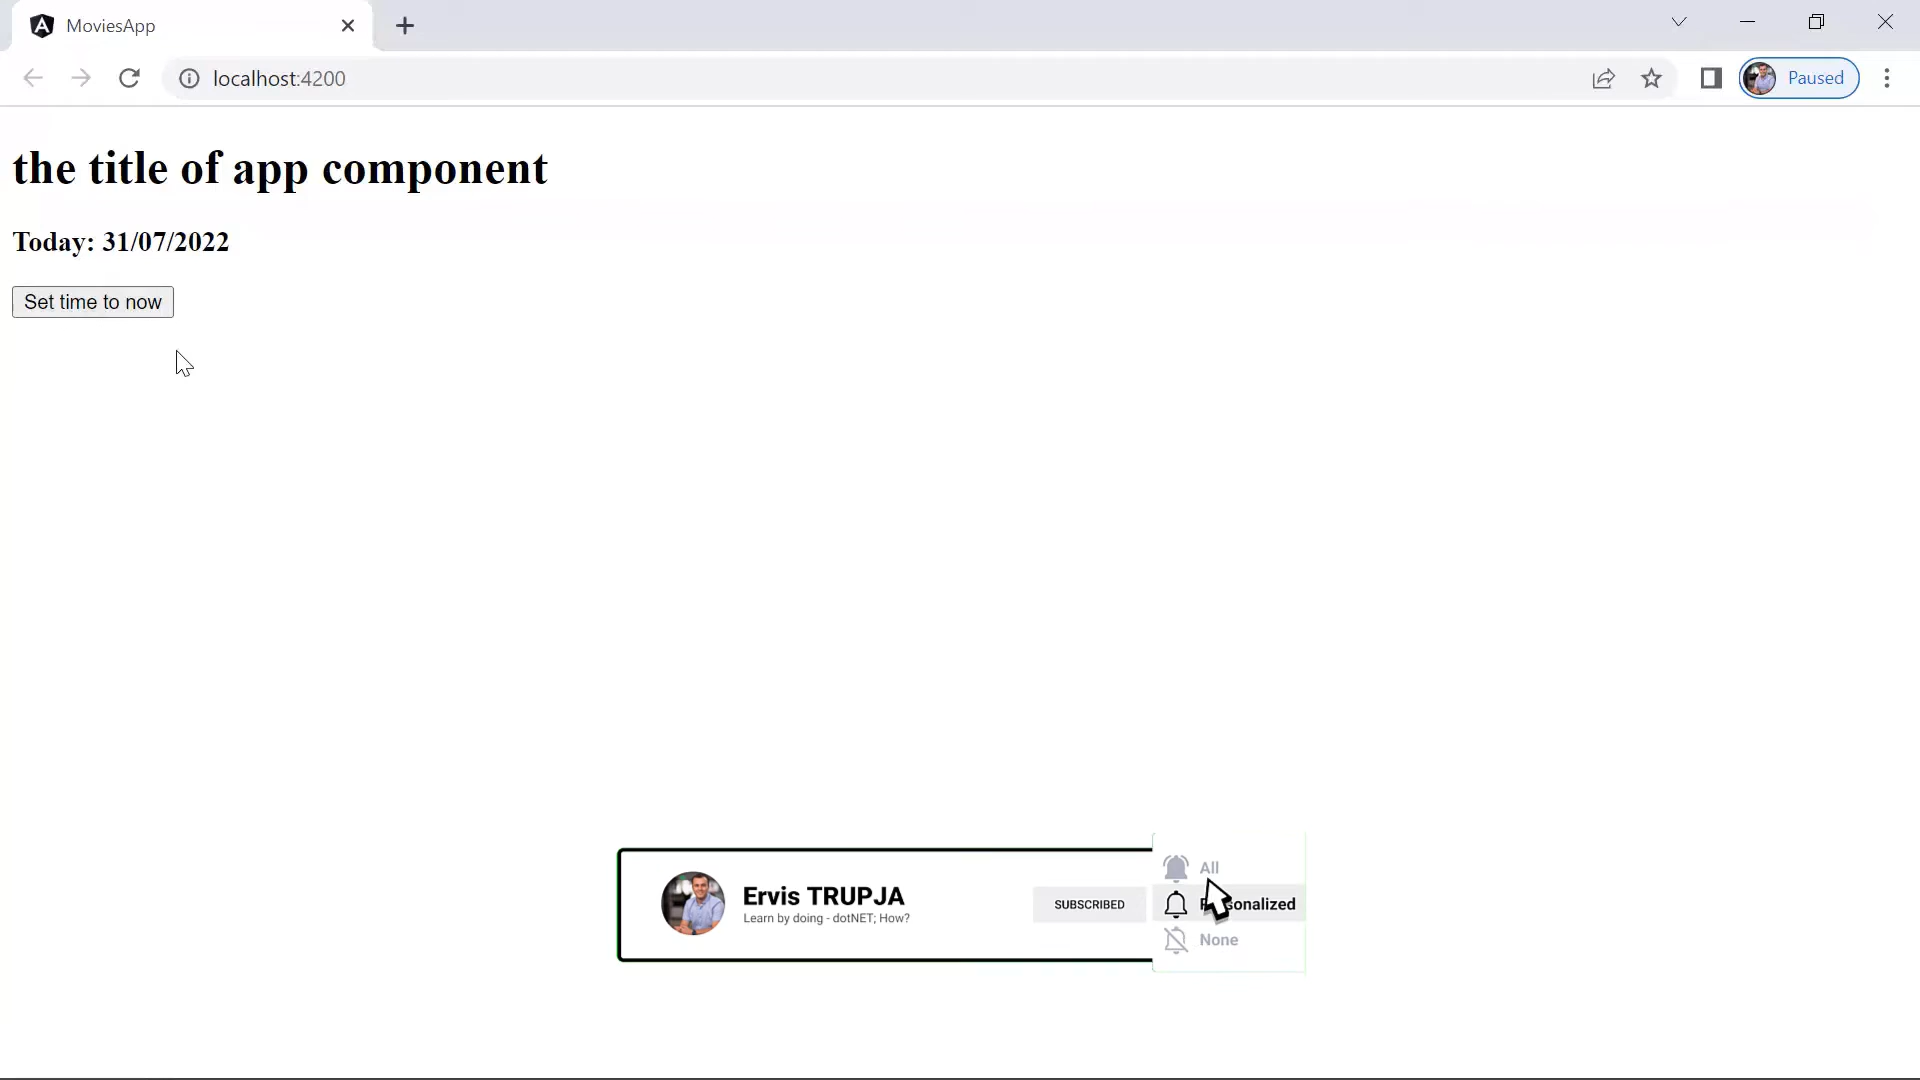 MoviesApp
localhost:4200
Paused
the title of app component
Today: 31/07/2022
Set time to now
Ervis TRUPJA
Learn by doing - dotNET; How?
SUBSCRIBED
All
None